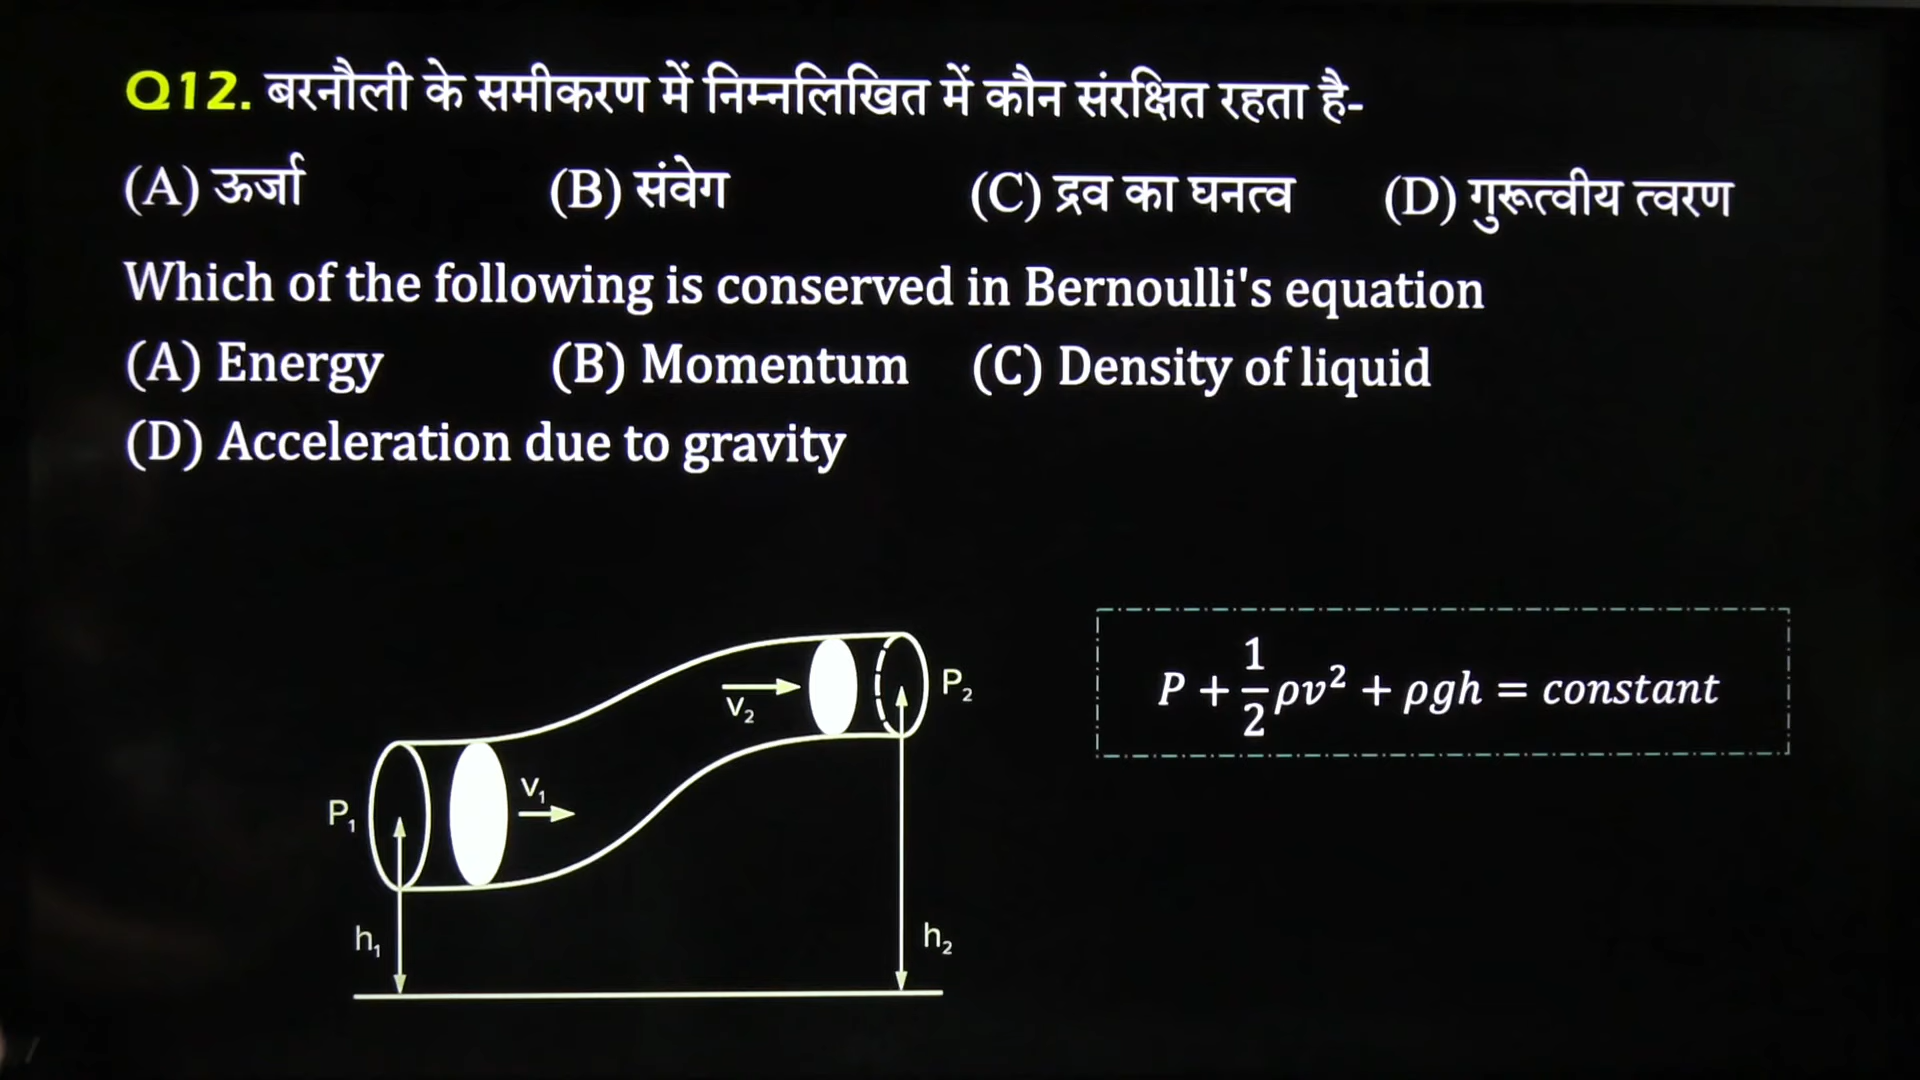 Q12. बरनौली के समीकरण में निम्नलिखित में कौन संरक्षित रहता है-
(A) ऊर्जा (B) संवेग (C) द्रव का घनत्व (D) गुरूत्वीय त्वरण
Which of the following is conserved in Bernoulli's equation
(A) Energy (B) Momentum (C) Density of liquid
(D) Acceleration due to gravity
P₂
V₂
P + 1/2 ρv² + ρgh = constant
V₁
P₁
h₁
h₂